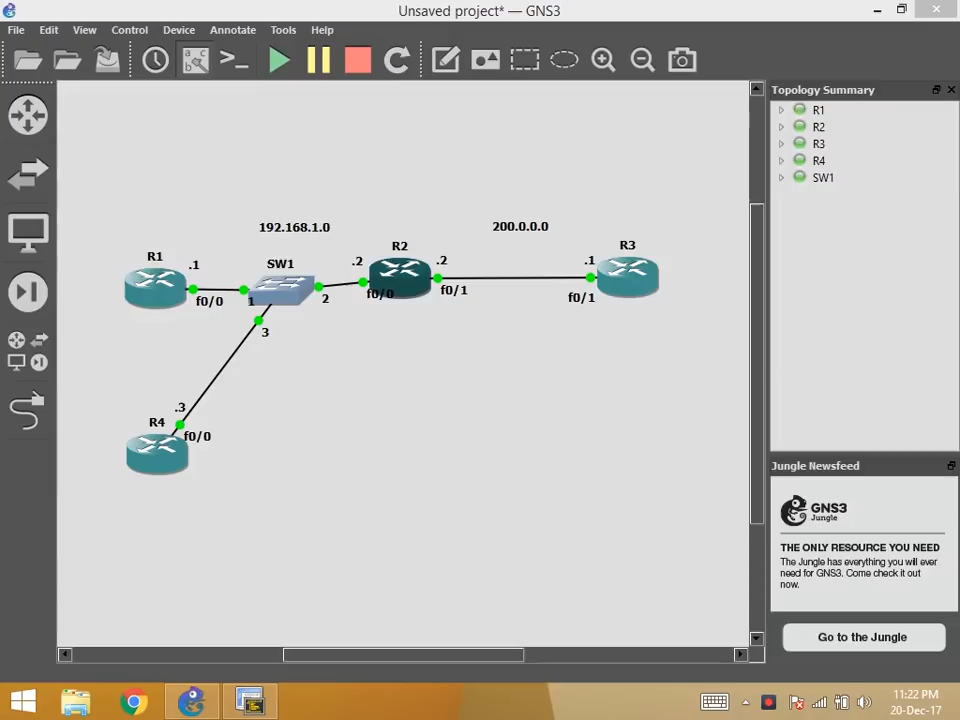 Unsaved project* — GNS3
File Edit View Control Device Annotate Tools Help
Topology Summary
R1
R2
R3
R4
SW1
192.168.1.0
200.0.0.0
R1
.1
f0/0
SW1
1
2
3
R2
.2
f0/0
.2
f0/1
R3
.1
f0/1
R4
.3
f0/0
Jungle Newsfeed
GNS3
Jungle
THE ONLY RESOURCE YOU NEED
The Jungle has everything you will ever
need for GNS3. Come check it out
now.
Go to the Jungle
11:22 PM
20-Dec-17